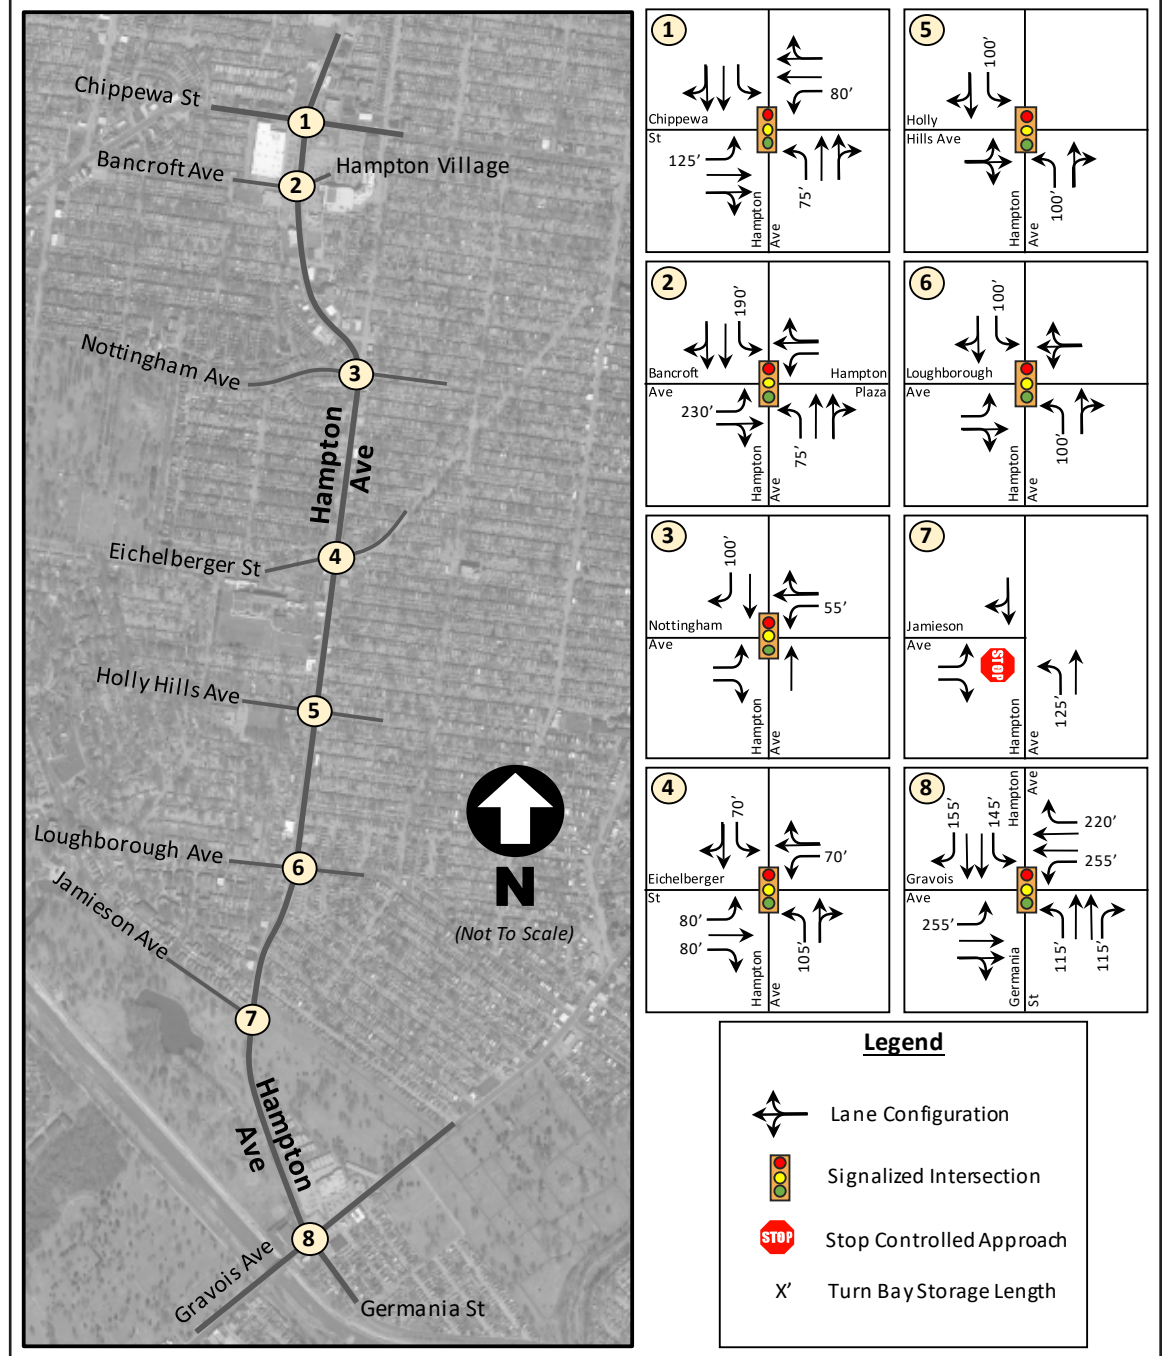 Chippewa St
1
Bancroft Ave
Hampton Village
2
Nottingham Ave
3
Hampton
Ave
Eichelberger St
4
Holly Hills Ave
5
Loughborough Ave
6
Jamieson Ave
7
Hampton
Ave
8
Gravois Ave
Germania St
N
(Not To Scale)
1
80’
Chippewa
St
125’
75’
Hampton
Ave
5
100’
Holly
Hills Ave
100’
Hampton
Ave
2
190’
Bancroft
Ave
Hampton
Plaza
230’
75’
Hampton
Ave
6
100’
Loughborough
Ave
100’
Hampton
Ave
3
100’
55’
Nottingham
Ave
Hampton
Ave
7
Jamieson
Ave
STOP
125’
Hampton
Ave
4
70’
70’
Eichelberger
St
80’
80’
105’
Hampton
Ave
8
155’
145’
Hampton
Ave
220’
255’
Gravois
Ave
255’
115’
115’
Germania
St
Legend
Lane Configuration
Signalized Intersection
STOP
Stop Controlled Approach
X’
Turn Bay Storage Length